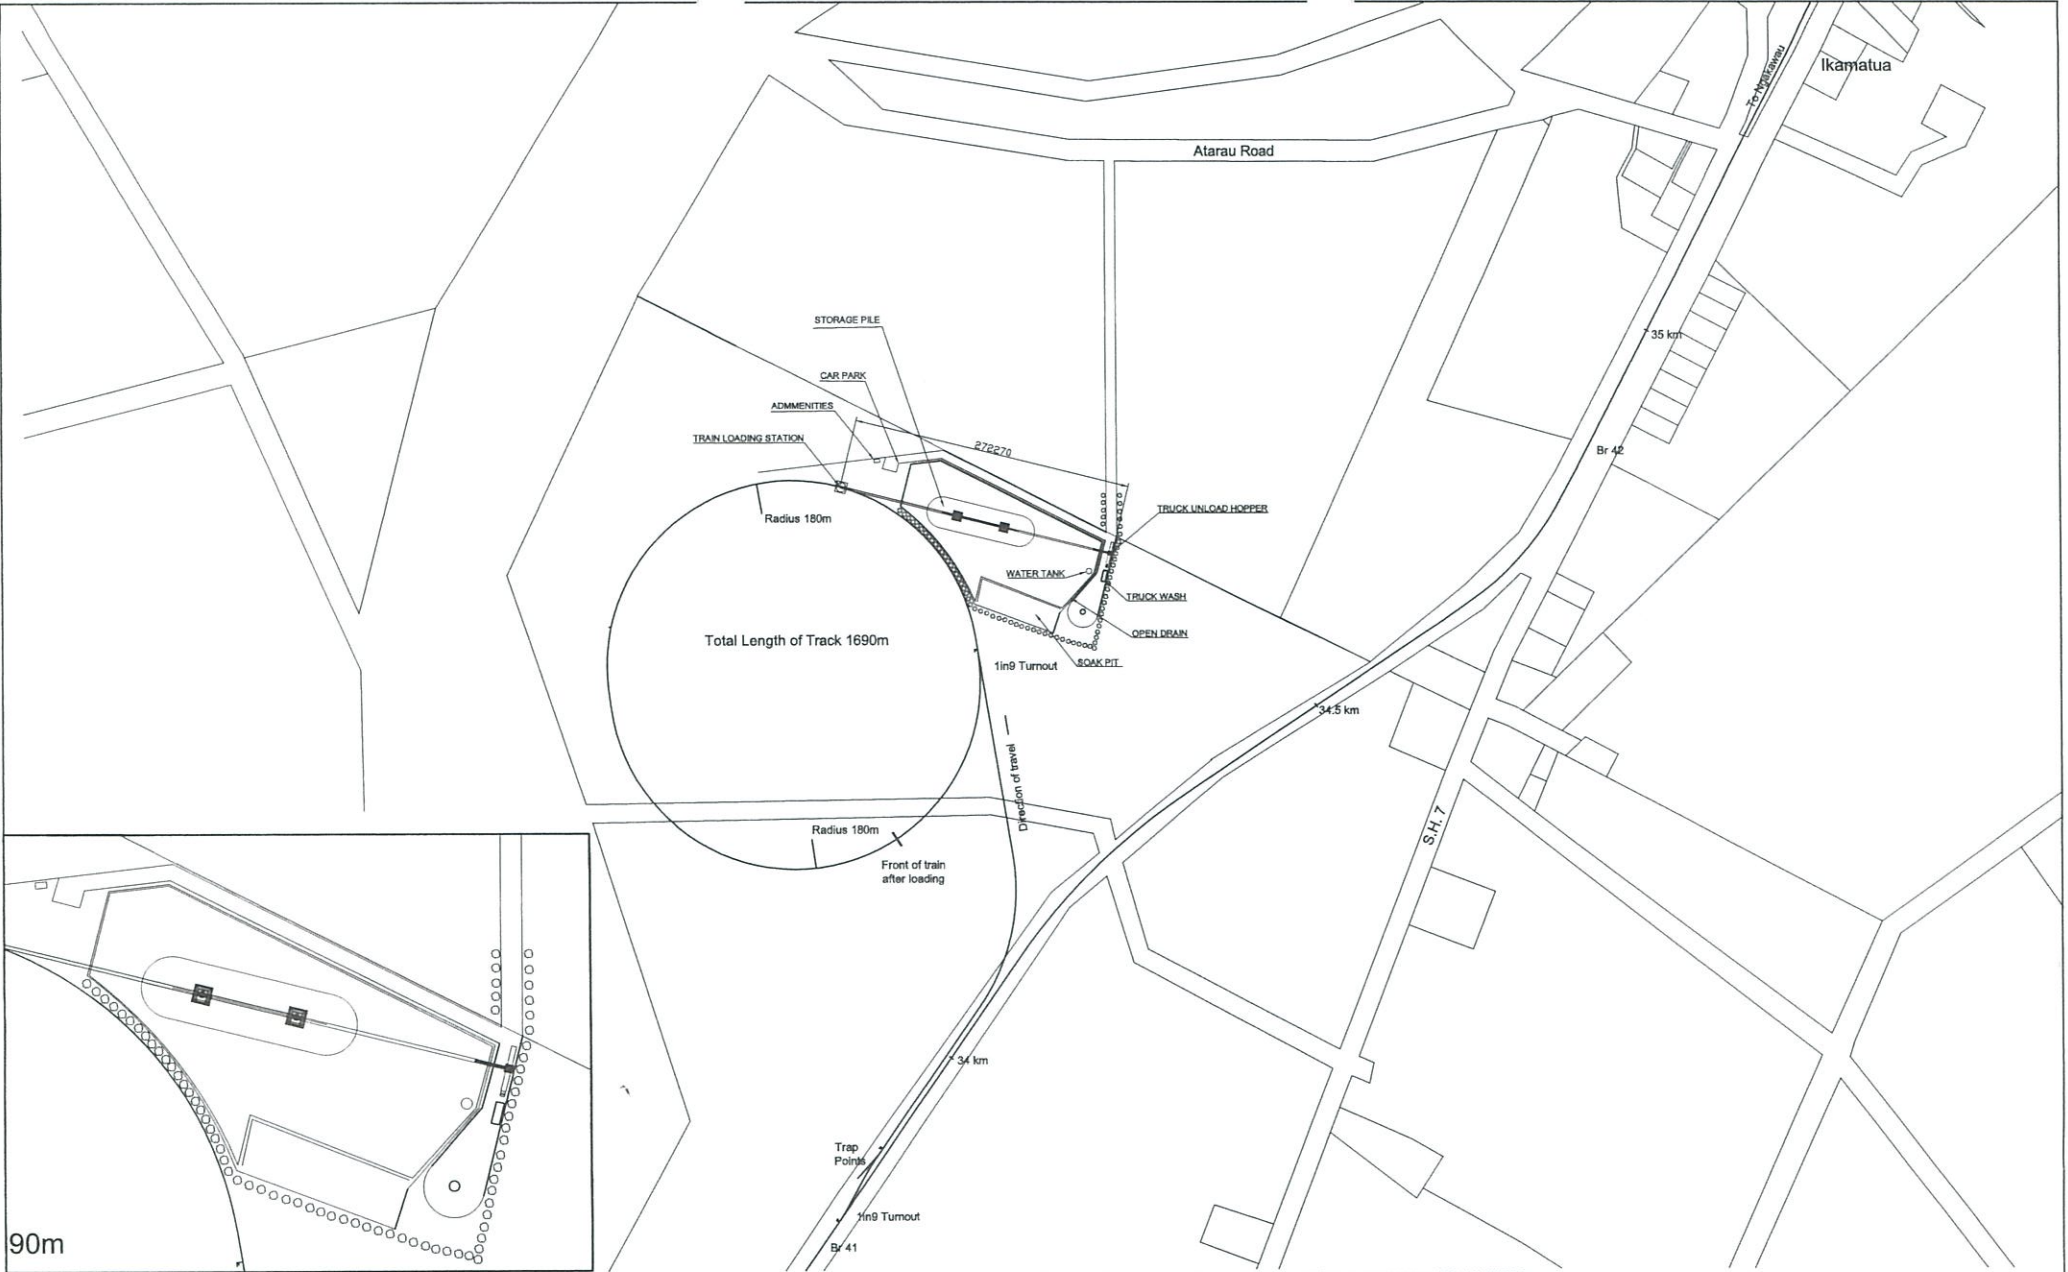 Ikamatua
To Ngakawau
Atarau Road
STORAGE PILE
35 km
CAR PARK
ADMMENITIES
TRAIN LOADING STATION
272270
Br 42
Radius 180m
TRUCK UNLOAD HOPPER
WATER TANK
TRUCK WASH
Total Length of Track 1690m
OPEN DRAIN
1in9 Turnout
SOAK PIT
34.5 km
Direction of travel
Radius 180m
S.H. 7
Front of train
after loading
34 km
Trap
Points
1in9 Turnout
Br 41
90m